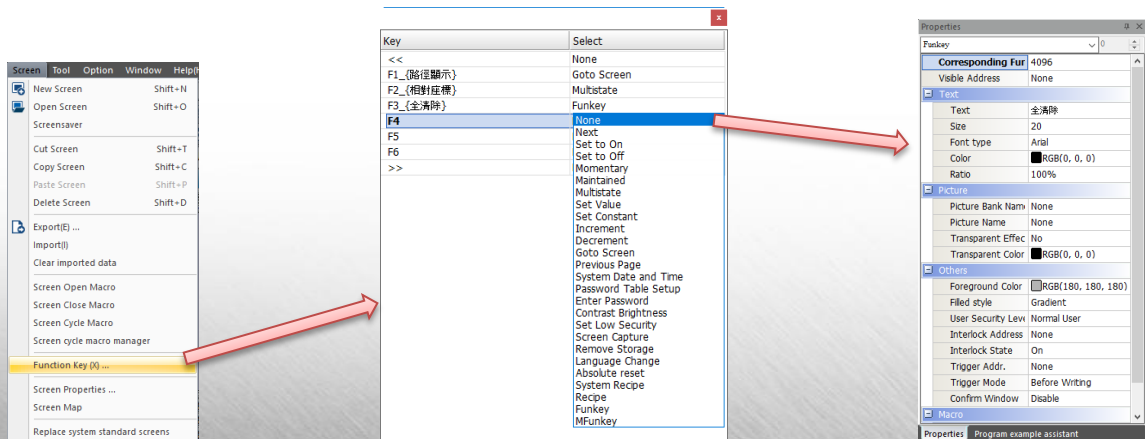 Screen Tool Option Window Help(
New Screen Shift+N
Open Screen Shift+O
Screensaver
Cut Screen Shift+T
Copy Screen Shift+C
Paste Screen Shift+P
Delete Screen Shift+D
Export(E) ...
Import(I)
Clear imported data
Screen Open Macro
Screen Close Macro
Screen Cycle Macro
Screen cycle macro manager
Function Key (X) ...
Screen Properties ...
Screen Map
Replace system standard screens
x
Key Select
<< None
F1_{路徑顯示} Goto Screen
F2_{相對座標} Multistate
F3_{全清除} Funkey
F4 None
F5 Next
F6 Set to On
>> Set to Off
Momentary
Maintained
Multistate
Set Value
Set Constant
Increment
Decrement
Goto Screen
Previous Page
System Date and Time
Password Table Setup
Enter Password
Contrast Brightness
Set Low Security
Screen Capture
Remove Storage
Language Change
Absolute reset
System Recipe
Recipe
Funkey
MFunkey
Properties
Funkey 0
Corresponding Fur 4096
Visible Address None
Text
Text 全清除
Size 20
Font type Arial
Color RGB(0, 0, 0)
Ratio 100%
Picture
Picture Bank Nam None
Picture Name None
Transparent Effec No
Transparent Color RGB(0, 0, 0)
Others
Foreground Color RGB(180, 180, 180)
Filled style Gradient
User Security Leve Normal User
Interlock Address None
Interlock State On
Trigger Addr. None
Trigger Mode Before Writing
Confirm Window Disable
Macro
Properties Program example assistant